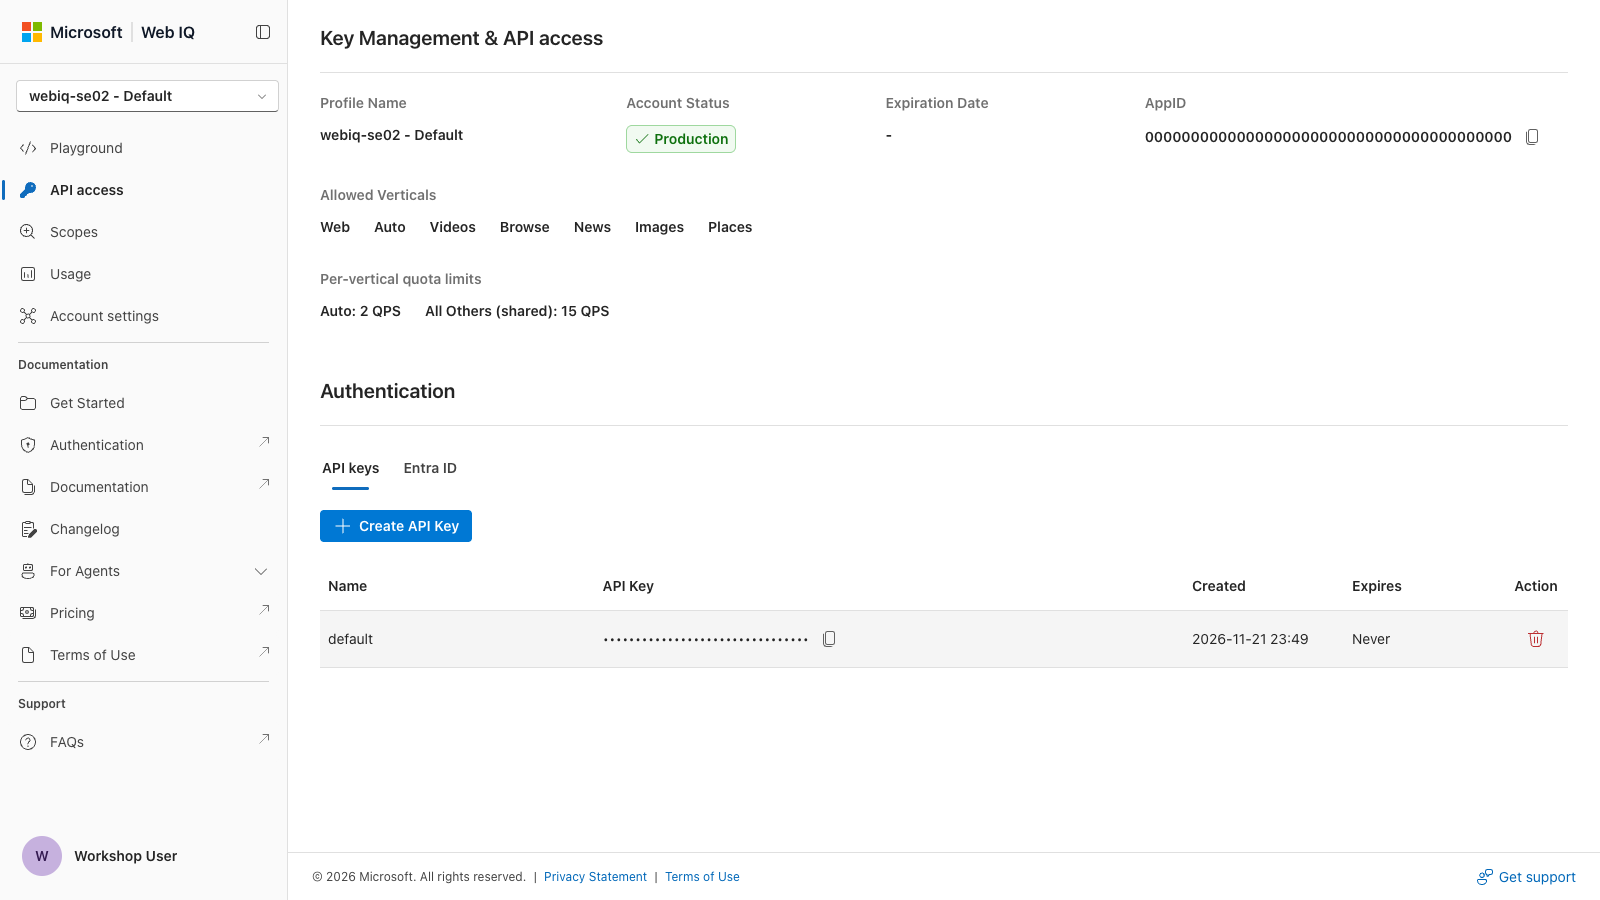 Microsoft | Web IQ
webiq-se02 - Default
Playground
API access
Scopes
Usage
Account settings
Documentation
Get Started
Authentication
Documentation
Changelog
For Agents
Pricing
Terms of Use
Support
FAQs
W Workshop User
Key Management & API access
Profile Name Account Status Expiration Date AppID
webiq-se02 - Default Production - 0000000000000000000000000000000000000000
Allowed Verticals
Web Auto Videos Browse News Images Places
Per-vertical quota limits
Auto: 2 QPS All Others (shared): 15 QPS
Authentication
API keys Entra ID
Create API Key
Name API Key Created Expires Action
default •••••••••••••••••••••••••••••••• 2026-11-21 23:49 Never
© 2026 Microsoft. All rights reserved. | Privacy Statement | Terms of Use
Get support